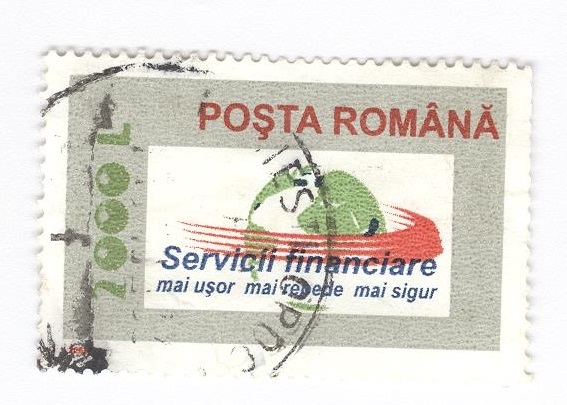 POŞTA ROMÂNĂ
2000 L
Servicii financiare
mai uşor mai repede mai sigur